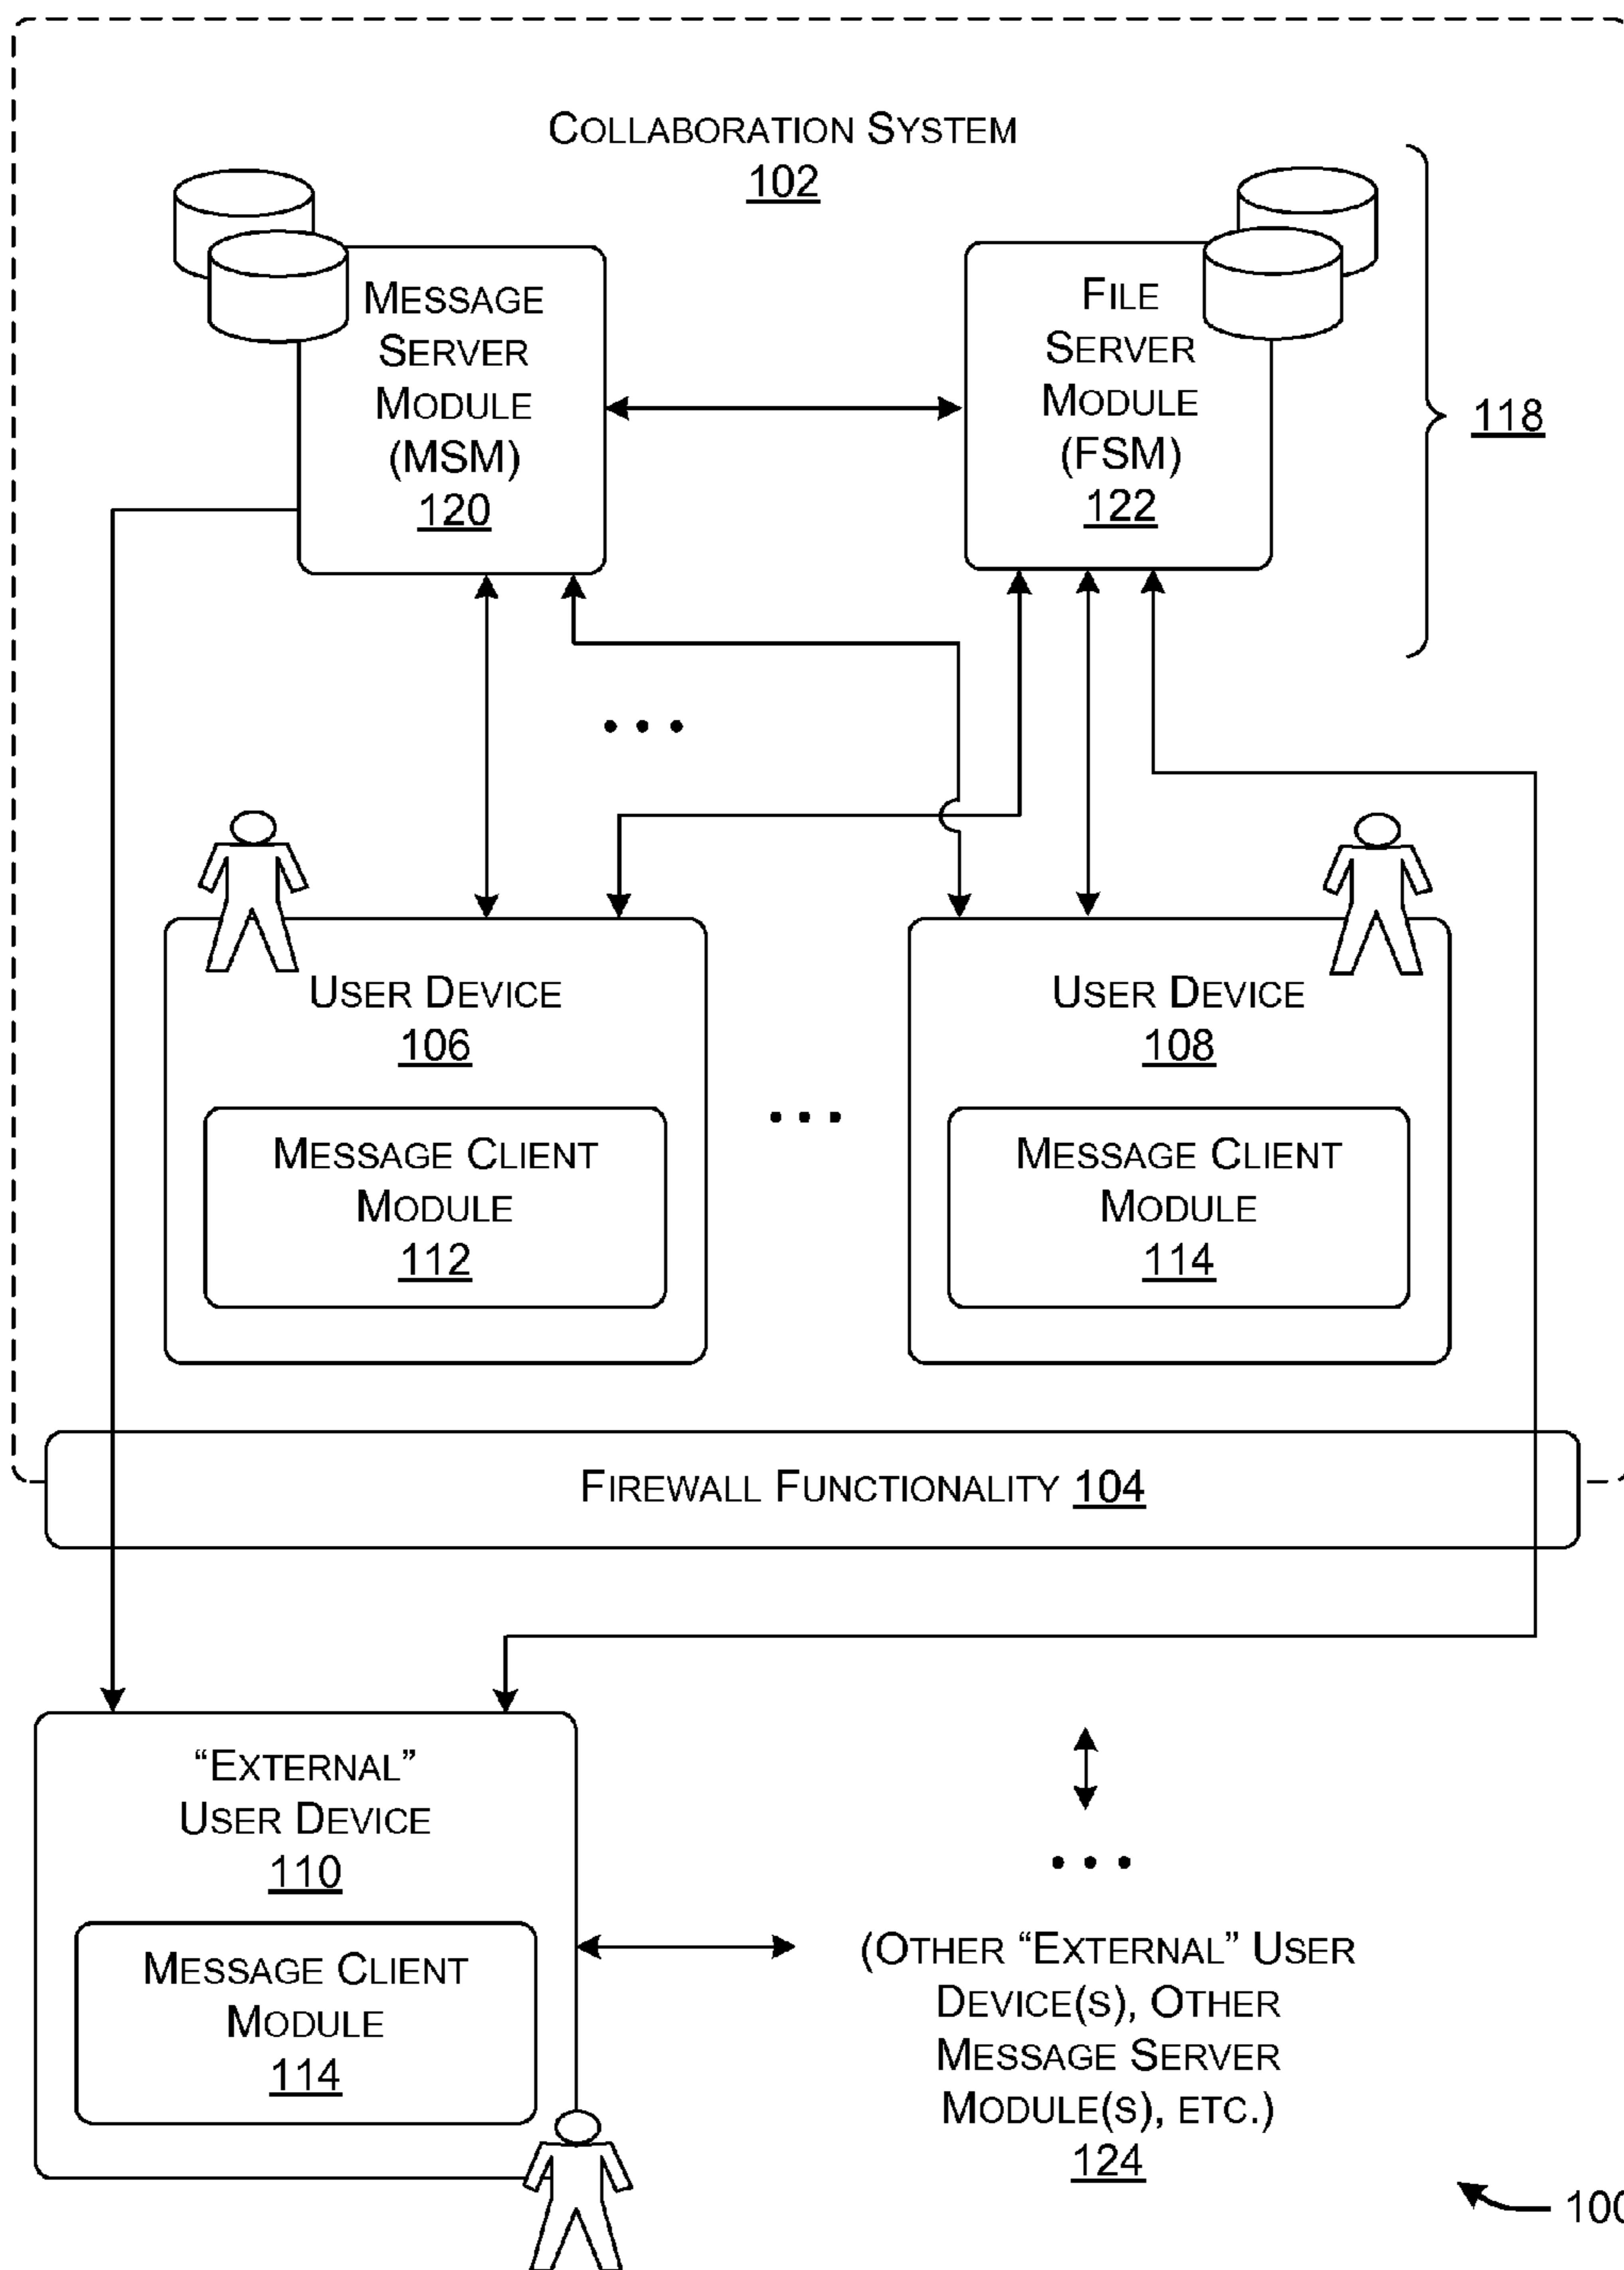 COLLABORATION SYSTEM
102
MESSAGE
SERVER
MODULE
(MSM)
120
FILE
SERVER
MODULE
(FSM)
122
118
• • •
USER DEVICE
106
MESSAGE CLIENT
MODULE
112
• • •
USER DEVICE
108
MESSAGE CLIENT
MODULE
114
FIREWALL FUNCTIONALITY 104
“EXTERNAL”
USER DEVICE
110
MESSAGE CLIENT
MODULE
114
• • •
(OTHER “EXTERNAL” USER
DEVICE(S), OTHER
MESSAGE SERVER
MODULE(S), ETC.)
124
100